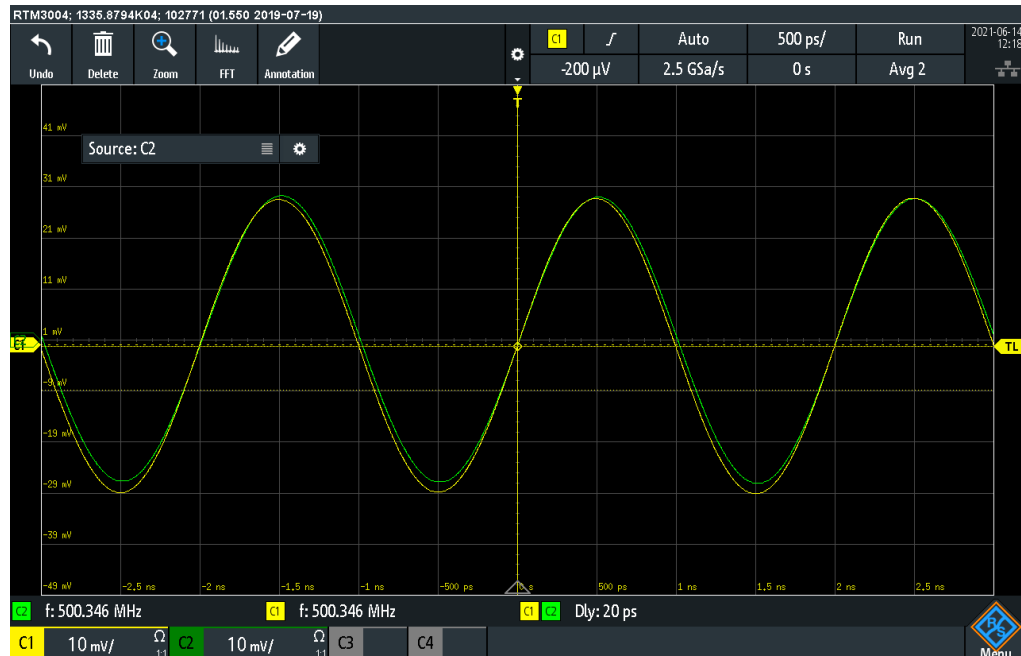 RTM3004; 1335.8794K04; 102771 (01.550 2019-07-19)
Undo Delete Zoom FFT Annotation
C1 Auto 500 ps/ Run 2021-06-14
12:18
-200 µV 2.5 GSa/s 0 s Avg 2
T
41 mV
Source: C2
31 mV
21 mV
11 mV
1 mV
TL
-9 mV
-19 mV
-29 mV
-39 mV
-49 mV -2,5 ns -2 ns -1,5 ns -1 ns -500 ps 0 s 500 ps 1 ns 1,5 ns 2 ns 2,5 ns
C2 f: 500.346 MHz C1 f: 500.346 MHz C1 C2 Dly: 20 ps
C1 10 mV/ Ω 1:1 C2 10 mV/ Ω 1:1 C3 C4 R&S
Menu